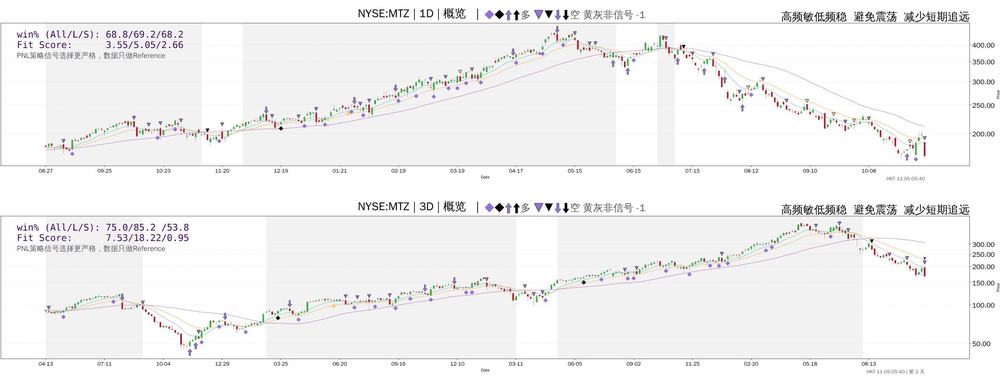 NYSE:MTZ | 1D | 概览 | ◆◆⬆⬆多 ▼▼⬇⬇空 黄灰非信号 -1
高频敏低频稳 避免震荡 减少短期追远
win% (All/L/S): 68.8/69.2/68.2
Fit Score: 3.55/5.05/2.66
PNL策略信号选择更严格，数据只做Reference
400.00
350.00
300.00
250.00
200.00
Price
08-27 09-25 10-23 11-20 12-19 01-21 02-19 03-19 04-17 05-15 06-15 07-15 08-12 09-10 10-08
Date
HKT 11-05 05:40
NYSE:MTZ | 3D | 概览 | ◆◆⬆⬆多 ▼▼⬇⬇空 黄灰非信号 -1
高频敏低频稳 避免震荡 减少短期追远
win% (All/L/S): 75.0/85.2 /53.8
Fit Score: 7.53/18.22/0.95
PNL策略信号选择更严格，数据只做Reference
300.00
250.00
200.00
150.00
100.00
50.00
Price
04-13 07-11 10-04 12-29 03-25 06-20 09-16 12-10 03-11 06-05 09-02 11-25 02-20 05-18 08-13
Date
HKT 11-05 05:40 | 第 2 天